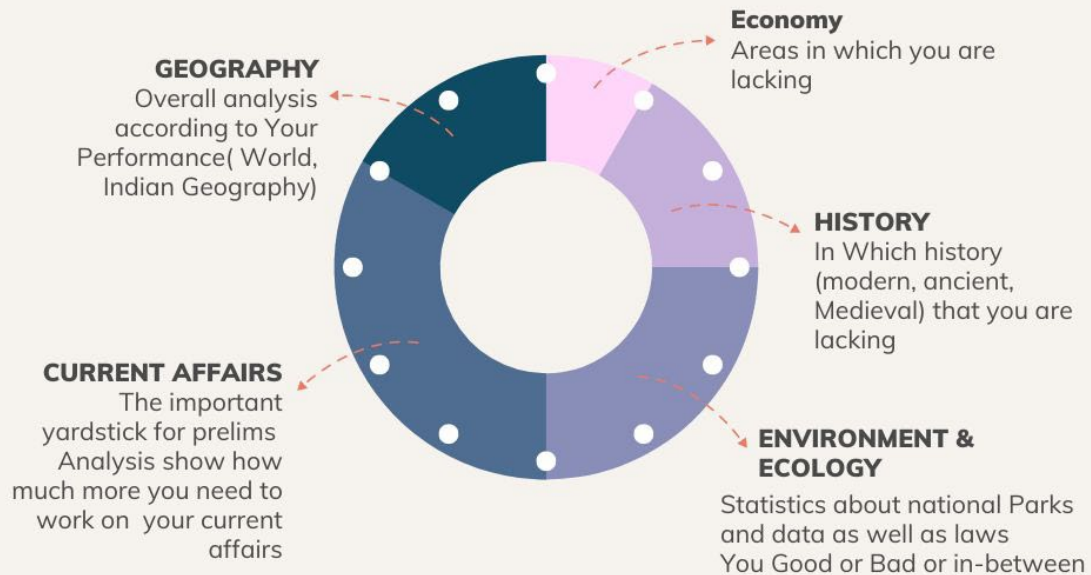 Economy
Areas in which you are
lacking
GEOGRAPHY
Overall analysis
according to Your
Performance( World,
Indian Geography)
HISTORY
In Which history
(modern, ancient,
Medieval) that you are
lacking
CURRENT AFFAIRS
The important
yardstick for prelims
Analysis show how
much more you need to
work on your current
affairs
ENVIRONMENT &
ECOLOGY
Statistics about national Parks
and data as well as laws
You Good or Bad or in-between